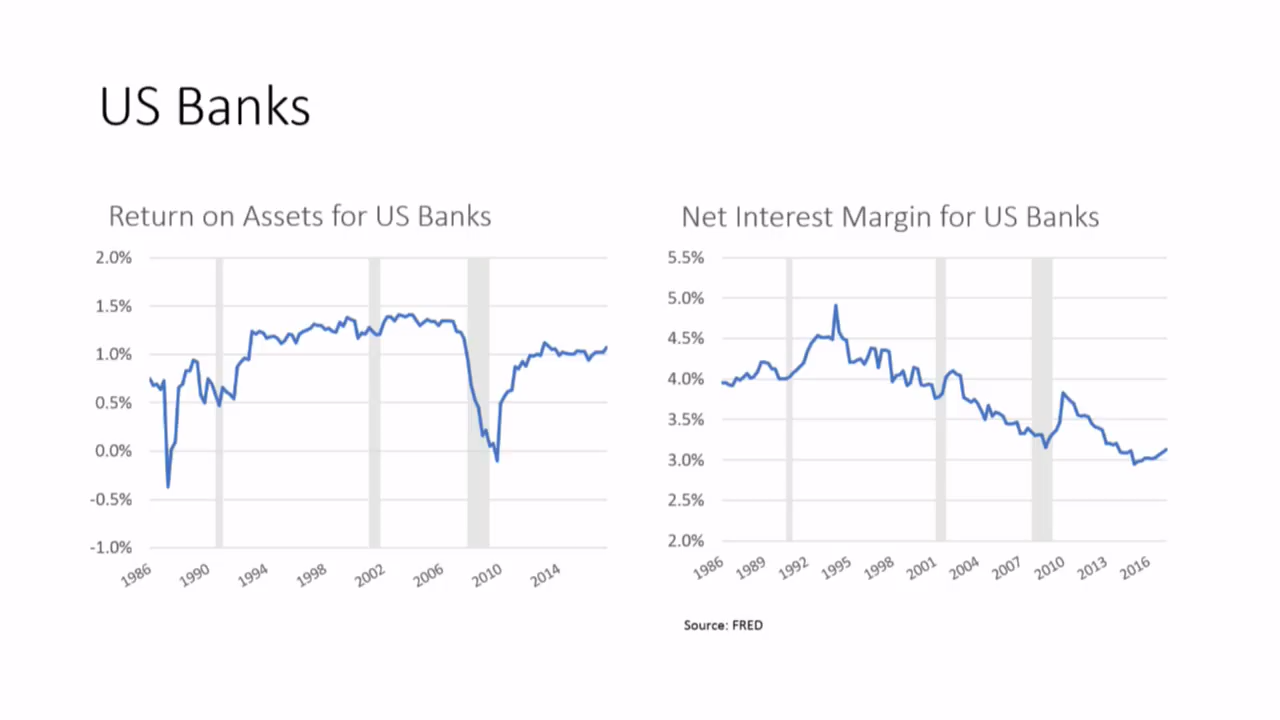 US Banks
Return on Assets for US Banks
2.0%
1.5%
1.0%
0.5%
0.0%
-0.5%
-1.0%
1986 1990 1994 1998 2002 2006 2010 2014
Net Interest Margin for US Banks
5.5%
5.0%
4.5%
4.0%
3.5%
3.0%
2.5%
2.0%
1986 1989 1992 1995 1998 2001 2004 2007 2010 2013 2016
Source: FRED